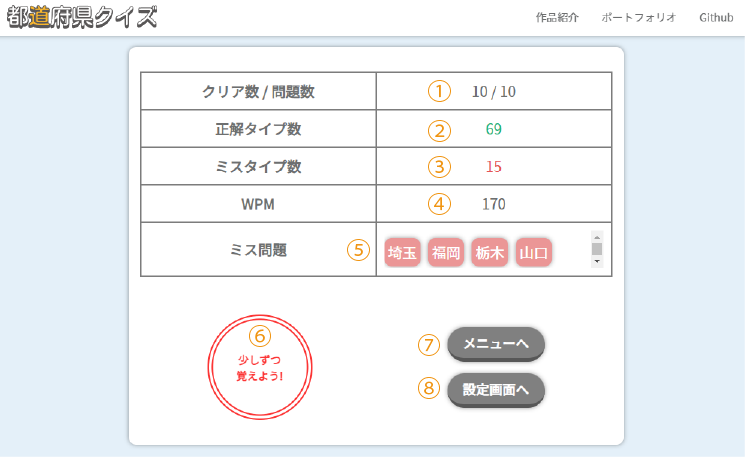 都道府県クイズ
作品紹介 ポートフォリオ Github
クリア数 / 問題数 ① 10 / 10
正解タイプ数 ② 69
ミスタイプ数 ③ 15
WPM ④ 170
ミス問題 ⑤ 埼玉 福岡 栃木 山口
⑥
少しずつ
覚えよう!
⑦ メニューへ
⑧ 設定画面へ